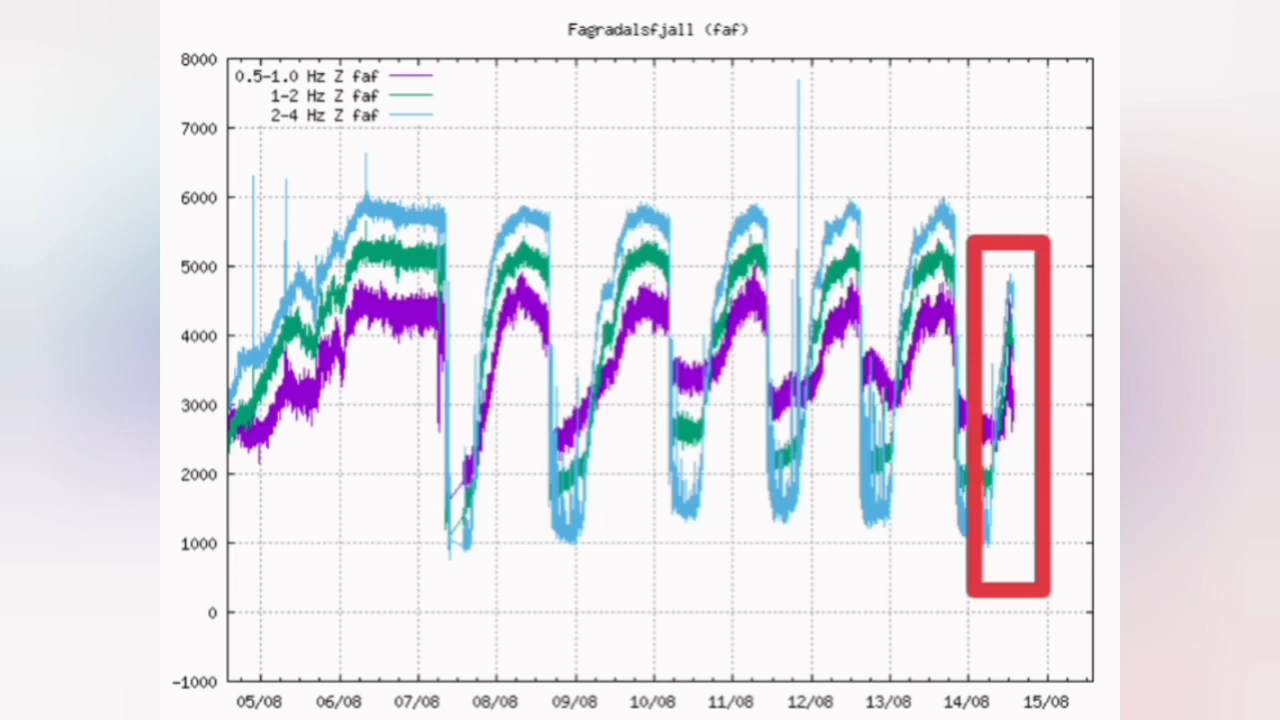 Fagradalsfjall (faf)
8000
0.5-1.0 Hz Z faf
1-2 Hz Z faf
2-4 Hz Z faf
7000
6000
5000
4000
3000
2000
1000
0
-1000
05/08 06/08 07/08 08/08 09/08 10/08 11/08 12/08 13/08 14/08 15/08